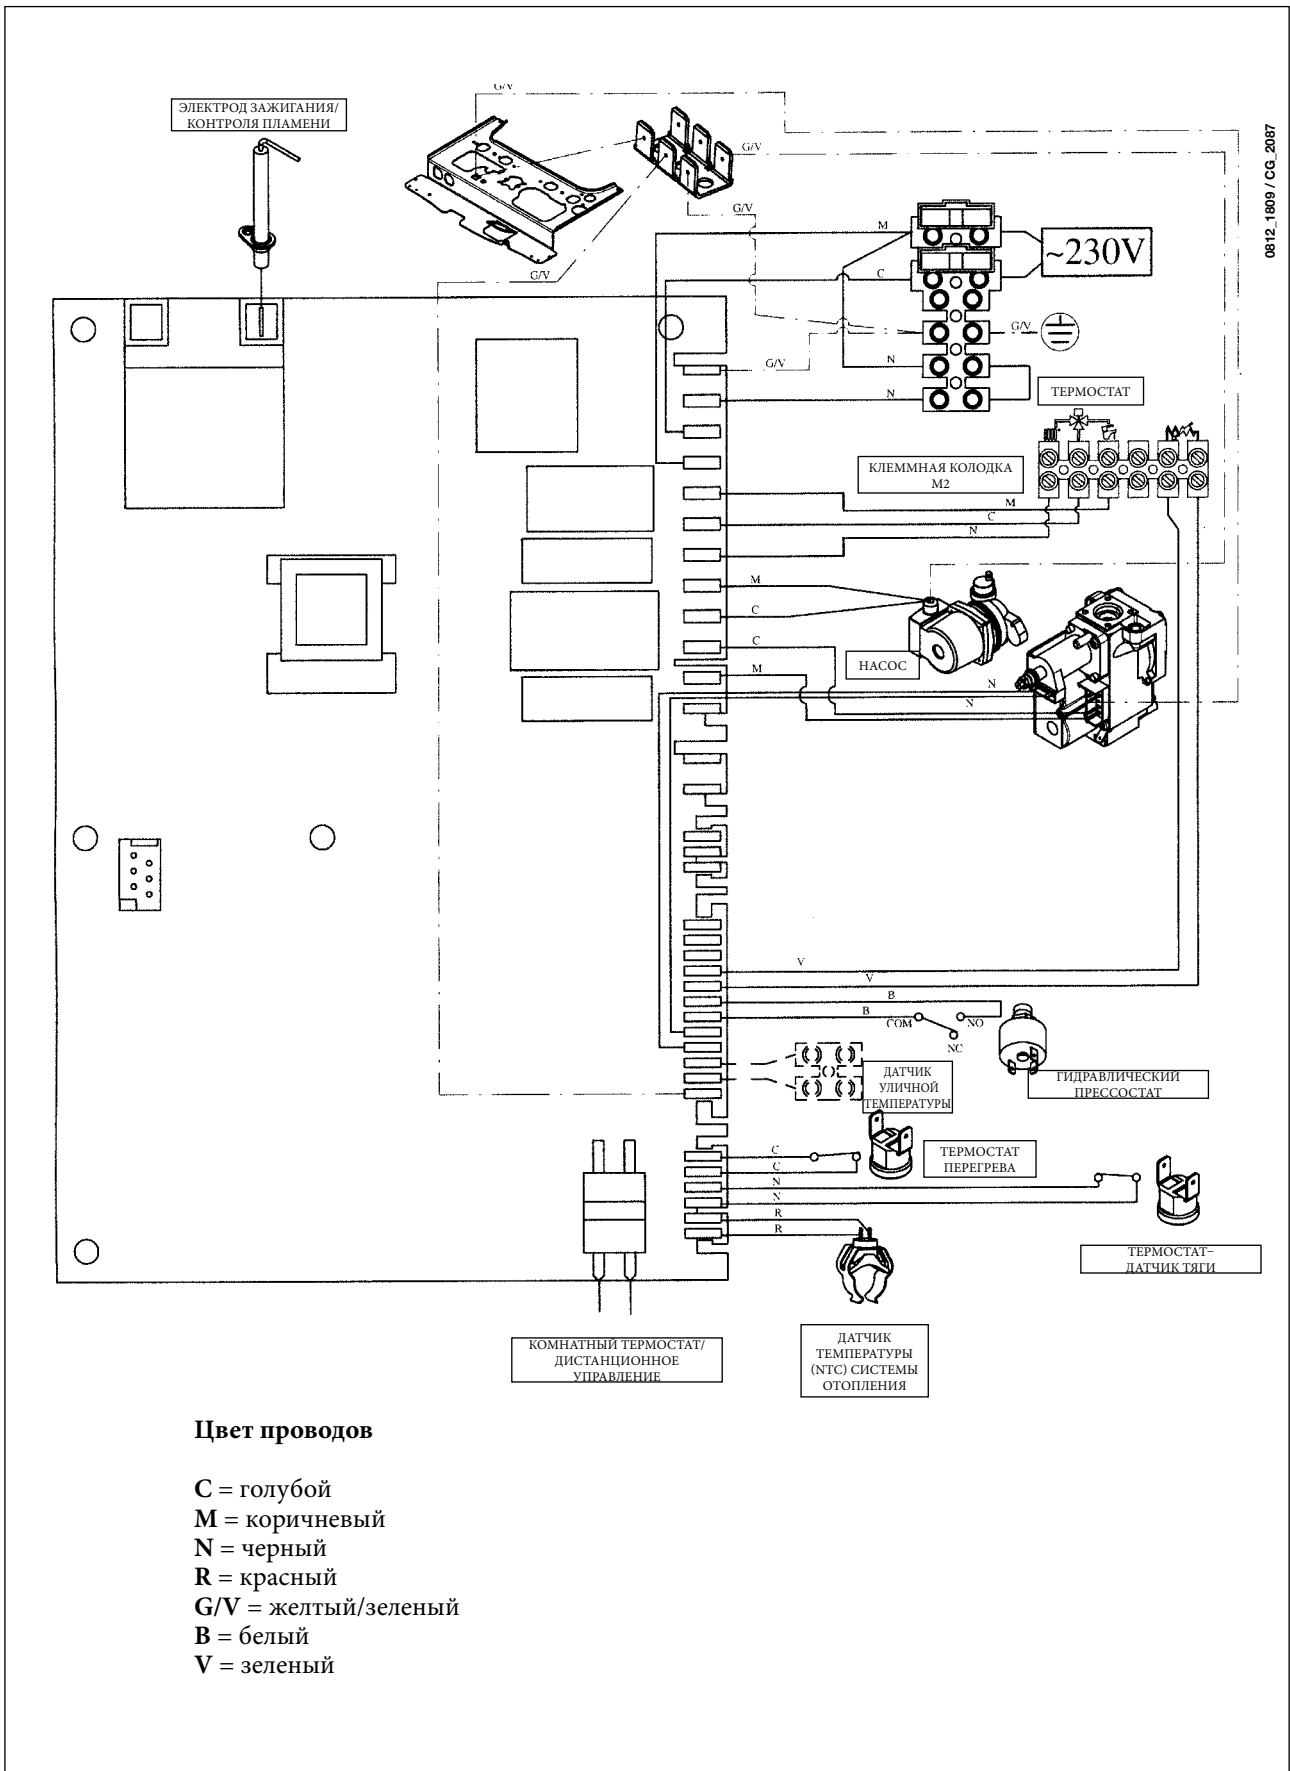 G/V
ЭЛЕКТРОД ЗАЖИГАНИЯ/
КОНТРОЛЯ ПЛАМЕНИ
0812_1809 / CG_2087
G/V
G/V
M
~230V
G/V
C
G/V
G/V
N
ТЕРМОСТАТ
N
КЛЕММНАЯ КОЛОДКА
М2
M
C
N
M
C
C
НАСОС
M
N
N
V
V
B
B
COM
NO
NC
ДАТЧИК
УЛИЧНОЙ
ТЕМПЕРАТУРЫ
ГИДРАВЛИЧЕСКИЙ
ПРЕССОСТАТ
C
ТЕРМОСТАТ
ПЕРЕГРЕВА
C
N
N
R
R
ТЕРМОСТАТ–
ДАТЧИК ТЯГИ
КОМНАТНЫЙ ТЕРМОСТАТ/
ДИСТАНЦИОННОЕ
УПРАВЛЕНИЕ
ДАТЧИК
ТЕМПЕРАТУРЫ
(NTC) СИСТЕМЫ
ОТОПЛЕНИЯ
Цвет проводов
C = голубой
M = коричневый
N = черный
R = красный
G/V = желтый/зеленый
B = белый
V = зеленый